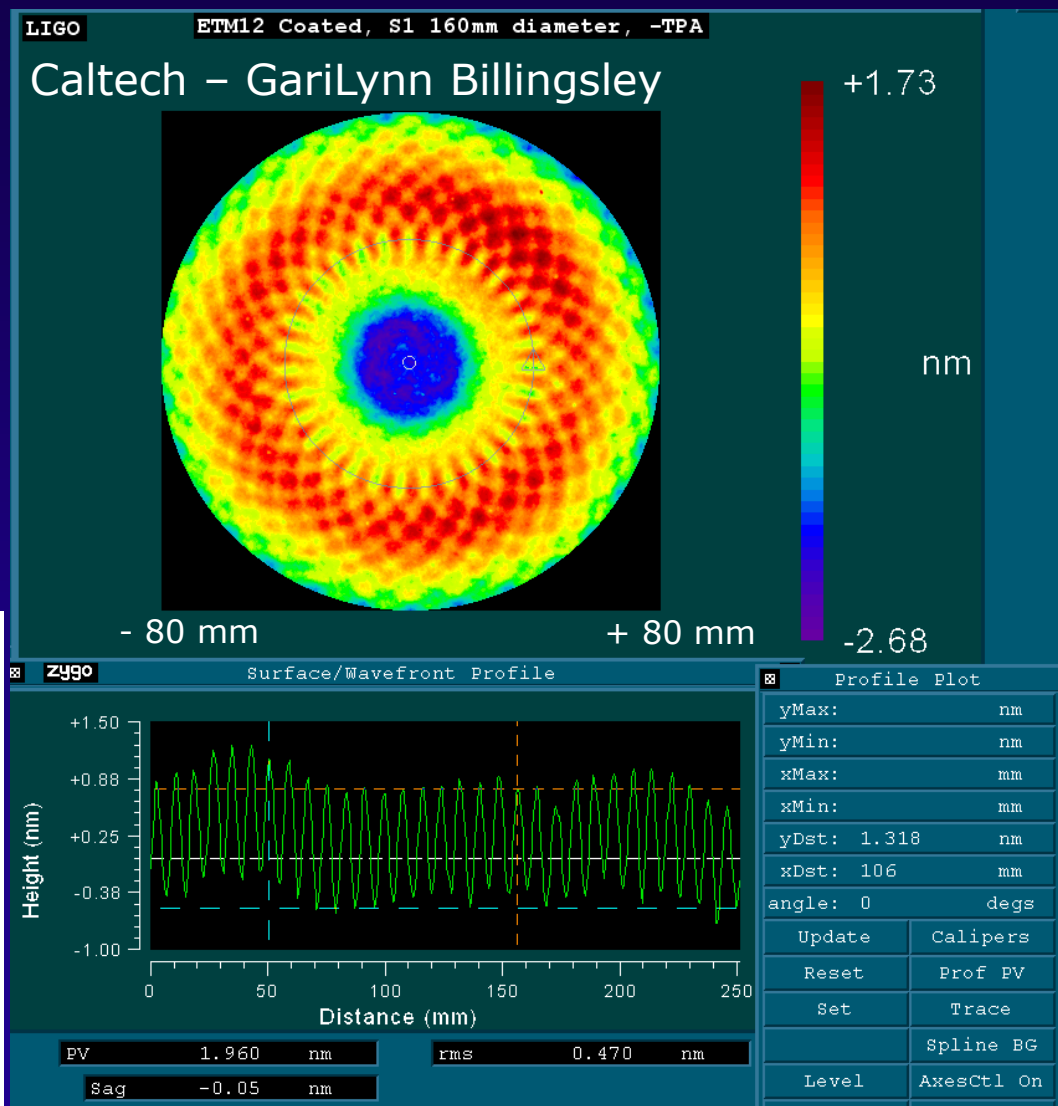 LIGO
ETM12 Coated, S1 160mm diameter, -TPA
Caltech – GariLynn Billingsley
+1.73
nm
-2.68
- 80 mm
+ 80 mm
zygo
Surface/Wavefront Profile
+1.50
+0.88
+0.25
-0.38
-1.00
Height (nm)
0
50
100
150
200
250
Distance (mm)
PV 1.960 nm
rms 0.470 nm
Sag -0.05 nm
Profile Plot
yMax: nm
yMin: nm
xMax: mm
xMin: mm
yDst: 1.318 nm
xDst: 106 mm
angle: 0 degs
Update Calipers
Reset Prof PV
Set Trace
Spline BG
Level AxesCtl On